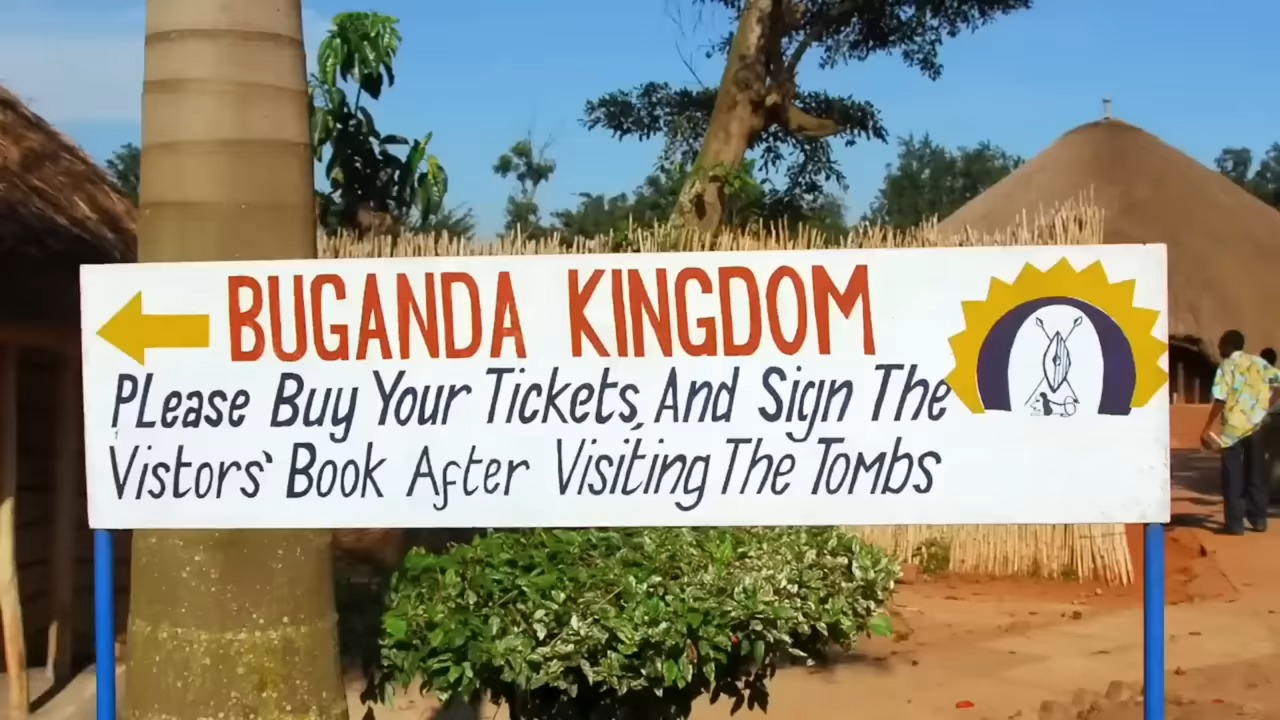 BUGANDA KINGDOM
PLease Buy Your Tickets, And Sign The
Vistors' Book After Visiting The Tombs